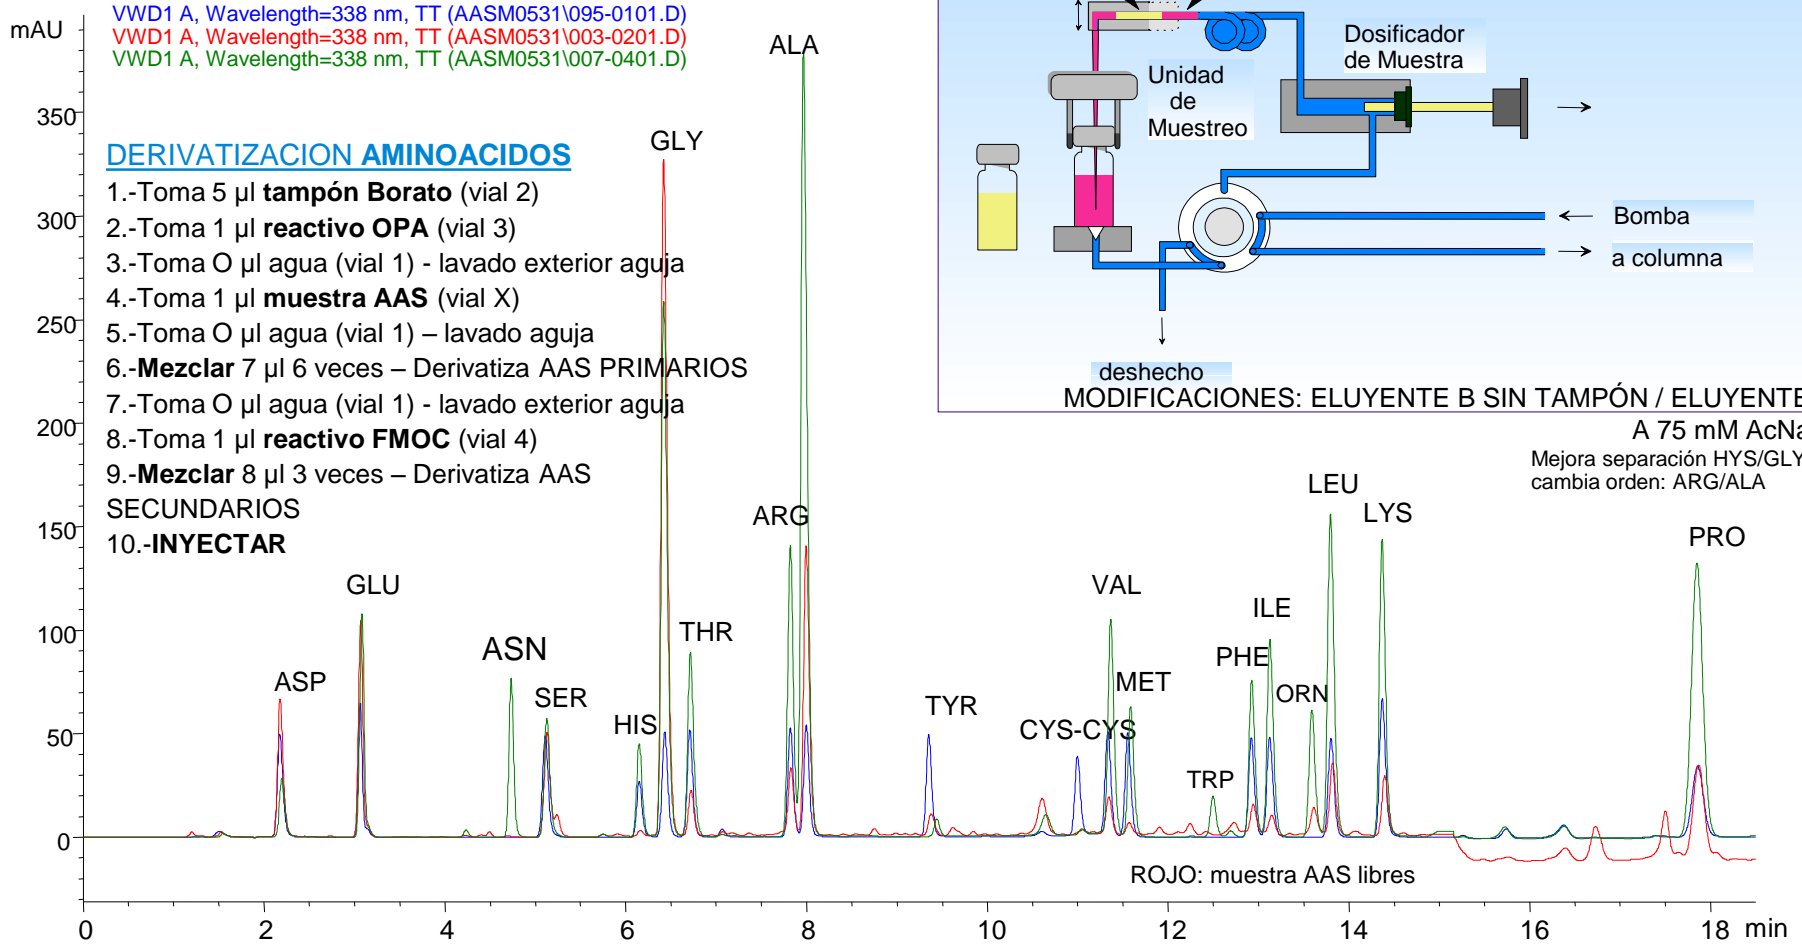 mAU
VWD1 A, Wavelength=338 nm, TT (AASM0531\095-0101.D)
VWD1 A, Wavelength=338 nm, TT (AASM0531\003-0201.D)
VWD1 A, Wavelength=338 nm, TT (AASM0531\007-0401.D)
DERIVATIZACION AMINOACIDOS
1.-Toma 5 µl tampón Borato (vial 2)
2.-Toma 1 µl reactivo OPA (vial 3)
3.-Toma O µl agua (vial 1) - lavado exterior aguja
4.-Toma 1 µl muestra AAS (vial X)
5.-Toma O µl agua (vial 1) – lavado aguja
6.-Mezclar 7 µl 6 veces – Derivatiza AAS PRIMARIOS
7.-Toma O µl agua (vial 1) - lavado exterior aguja
8.-Toma 1 µl reactivo FMOC (vial 4)
9.-Mezclar 8 µl 3 veces – Derivatiza AAS
SECUNDARIOS
10.-INYECTAR
Unidad
de
Muestreo
Dosificador
de Muestra
Bomba
a columna
deshecho
MODIFICACIONES: ELUYENTE B SIN TAMPÓN / ELUYENTE
A 75 mM AcNa
Mejora separación HYS/GLY
cambia orden: ARG/ALA
350
300
250
200
150
100
50
0
ASP
GLU
ASN
SER
HIS
GLY
THR
ARG
ALA
TYR
CYS-CYS
VAL
MET
TRP
PHE
ILE
ORN
LEU
LYS
PRO
ROJO: muestra AAS libres
0
2
4
6
8
10
12
14
16
18
min